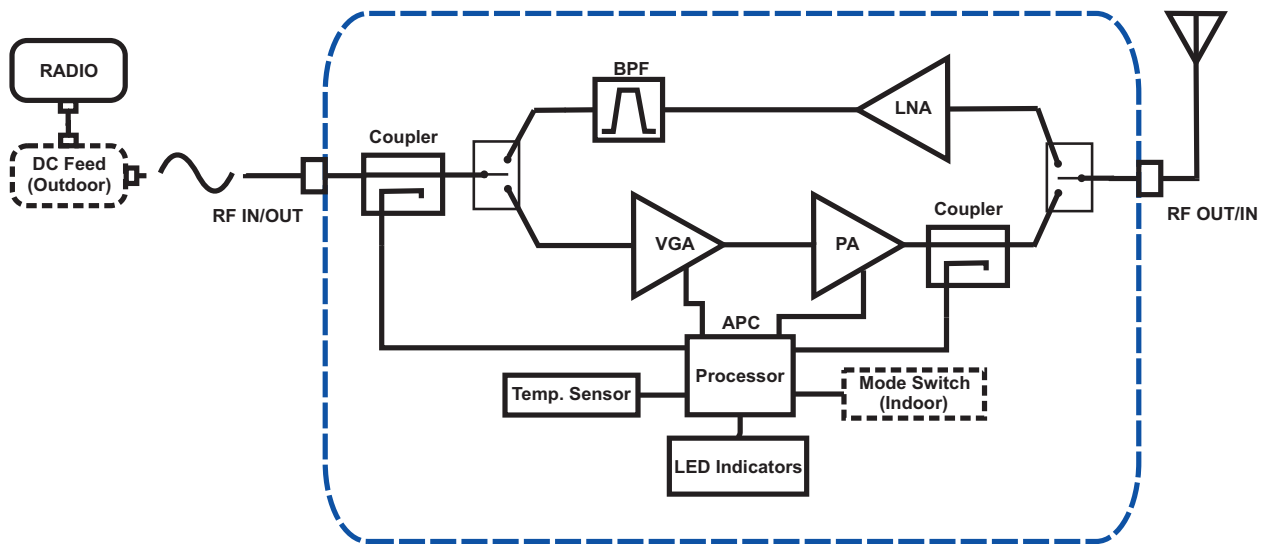 RADIO
DC Feed
(Outdoor)
RF IN/OUT
Coupler
BPF
LNA
VGA
PA
Coupler
RF OUT/IN
APC
Processor
Temp. Sensor
Mode Switch
(Indoor)
LED Indicators